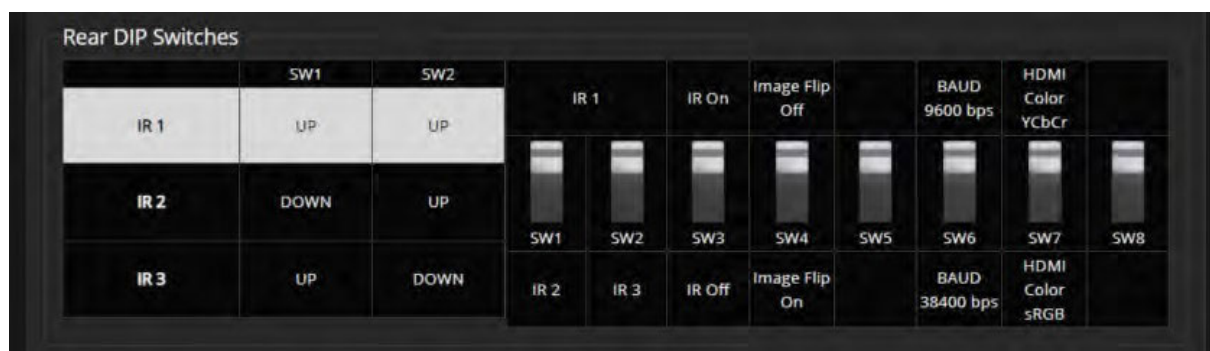 Rear DIP Switches
SW1 SW2
IR 1 UP UP
IR 2 DOWN UP
IR 3 UP DOWN
IR 1 IR On Image Flip BAUD HDMI
Off 9600 bps Color
YCbCr
SW1 SW2 SW3 SW4 SW5 SW6 SW7 SW8
IR 2 IR 3 IR Off Image Flip BAUD HDMI
On 38400 bps Color
sRGB